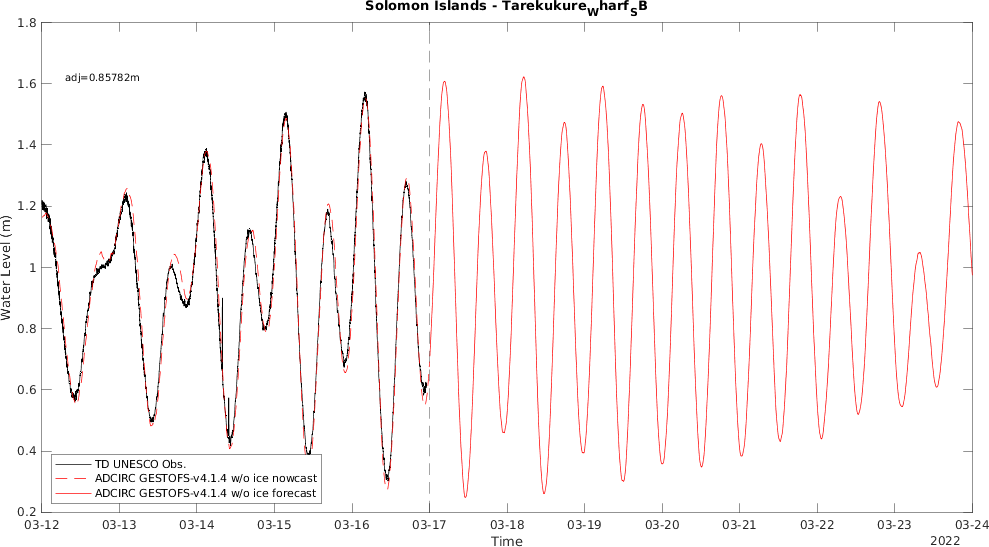 Solomon Islands - TarekukureWharfSB
1.8
1.6
1.4
1.2
1
0.8
0.6
0.4
0.2
Water Level (m)
adj=0.85782m
TD UNESCO Obs.
ADCIRC GESTOFS-v4.1.4 w/o ice nowcast
ADCIRC GESTOFS-v4.1.4 w/o ice forecast
03-12 03-13 03-14 03-15 03-16 03-17 03-18 03-19 03-20 03-21 03-22 03-23 03-24
Time
2022